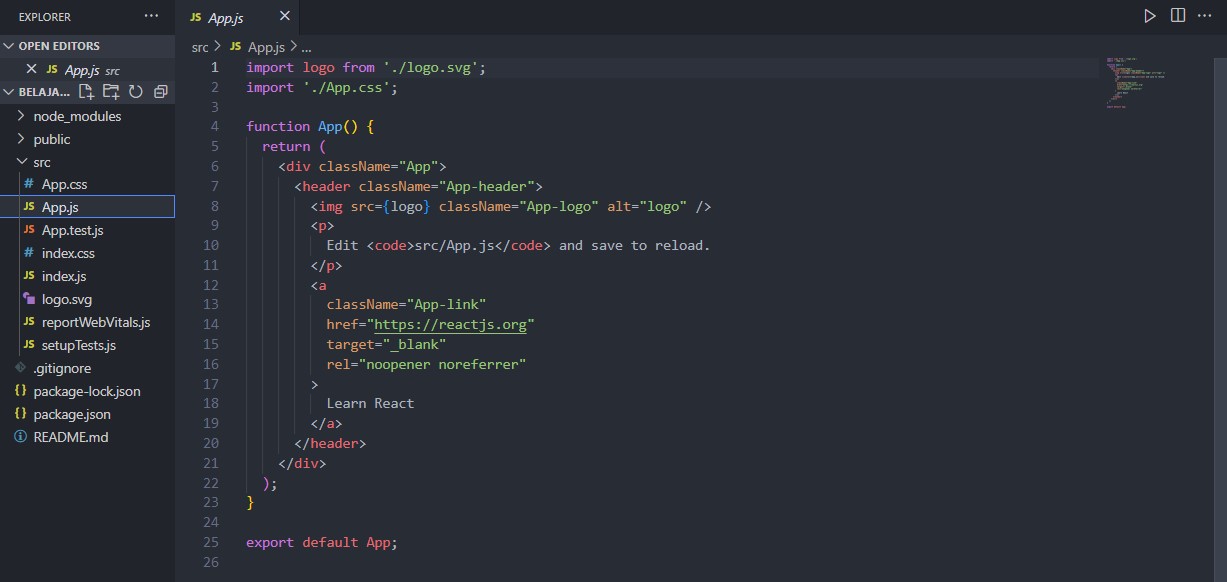 EXPLORER
OPEN EDITORS
App.js src
BELAJA...
node_modules
public
src
# App.css
JS App.js
JS App.test.js
# index.css
JS index.js
logo.svg
JS reportWebVitals.js
JS setupTests.js
.gitignore
{} package-lock.json
{} package.json
README.md
JS App.js
src > JS App.js > ...
1 import logo from './logo.svg';
2 import './App.css';
3
4 function App() {
5 return (
6 <div className="App">
7 <header className="App-header">
8 <img src={logo} className="App-logo" alt="logo" />
9 <p>
10 Edit <code>src/App.js</code> and save to reload.
11 </p>
12 <a
13 className="App-link"
14 href="https://reactjs.org"
15 target="_blank"
16 rel="noopener noreferrer"
17 >
18 Learn React
19 </a>
20 </header>
21 </div>
22 );
23 }
24
25 export default App;
26